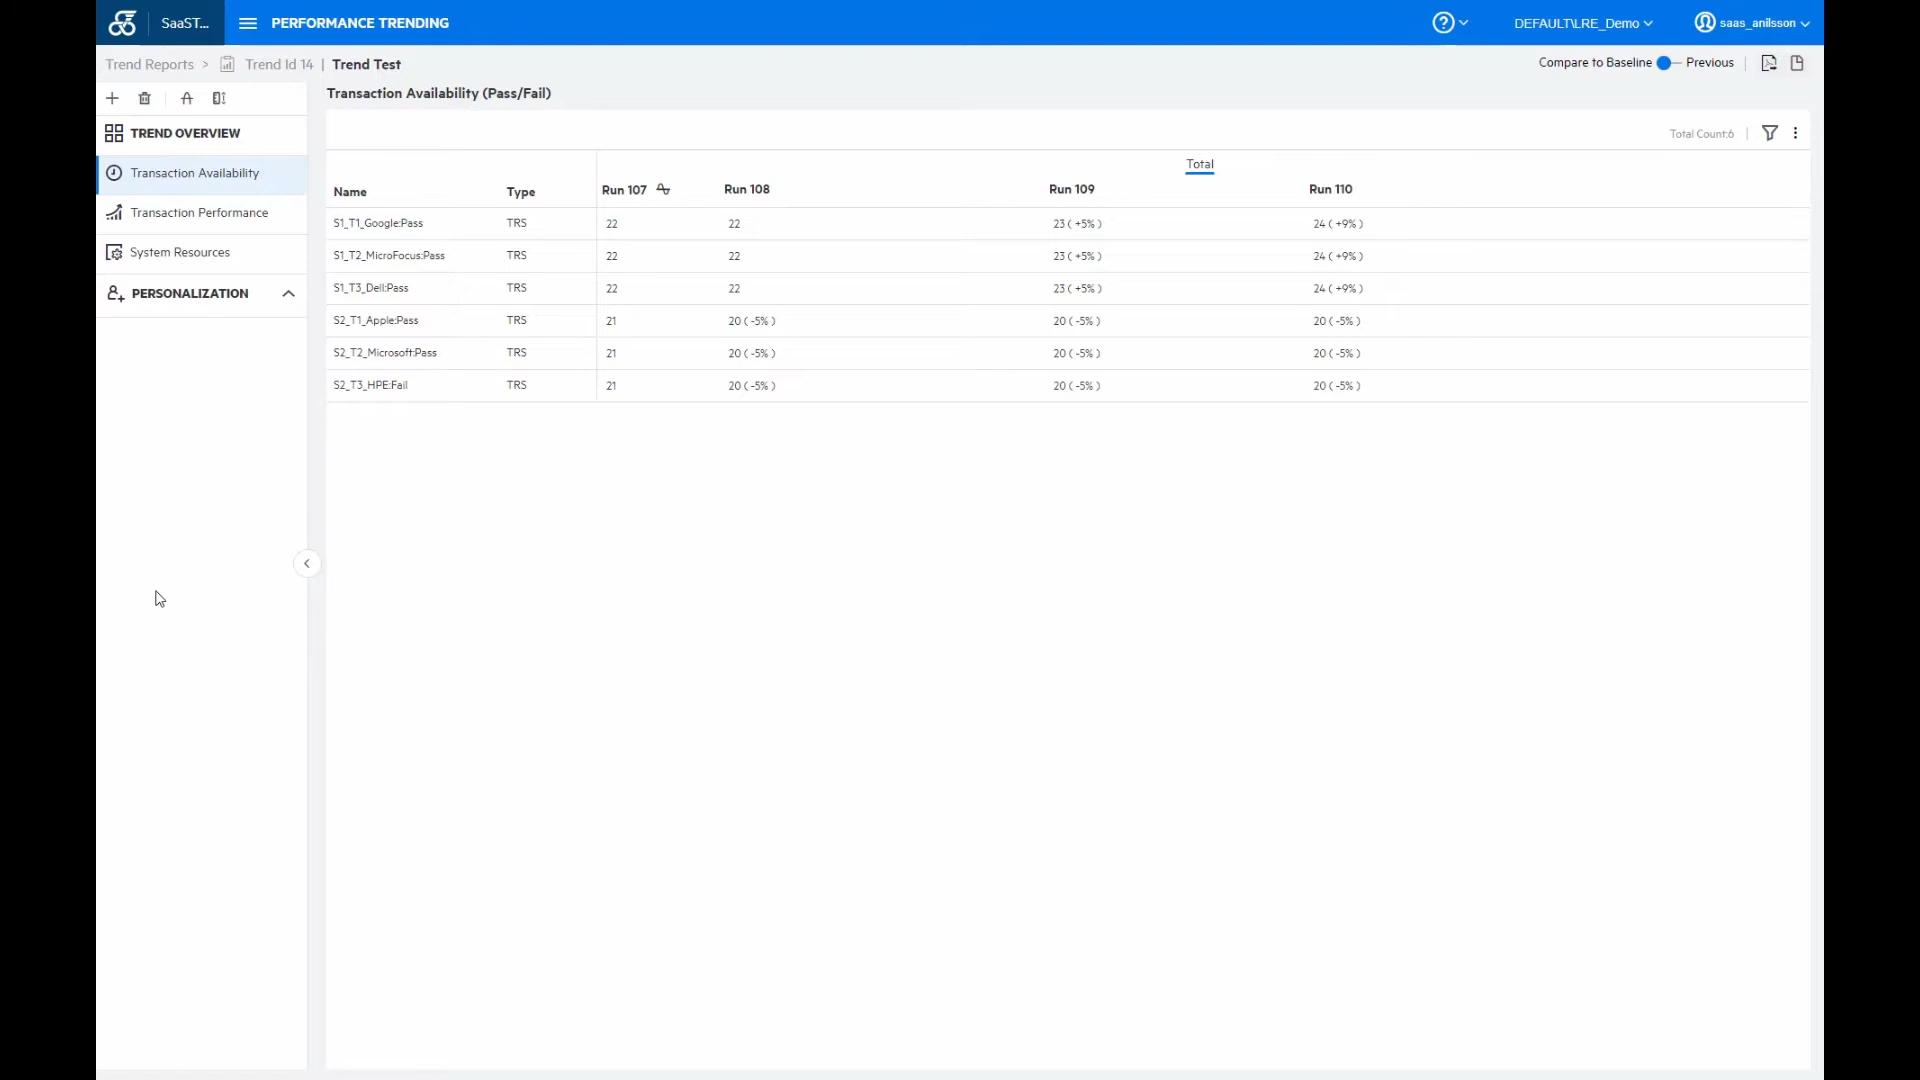 SaaST... PERFORMANCE TRENDING DEFAULT\LRE_Demo saas_anilsson
Trend Reports > Trend Id 14 | Trend Test Compare to Baseline Previous
Transaction Availability (Pass/Fail)
TREND OVERVIEW
Transaction Availability
Transaction Performance
System Resources
PERSONALIZATION
Total Count:6
Total
Name Type Run 107 Run 108 Run 109 Run 110
S1_T1_Google:Pass TRS 22 22 23 ( +5% ) 24 ( +9% )
S1_T2_MicroFocus:Pass TRS 22 22 23 ( +5% ) 24 ( +9% )
S1_T3_Dell:Pass TRS 22 22 23 ( +5% ) 24 ( +9% )
S2_T1_Apple:Pass TRS 21 20 ( -5% ) 20 ( -5% ) 20 ( -5% )
S2_T2_Microsoft:Pass TRS 21 20 ( -5% ) 20 ( -5% ) 20 ( -5% )
S2_T3_HPE:Fail TRS 21 20 ( -5% ) 20 ( -5% ) 20 ( -5% )